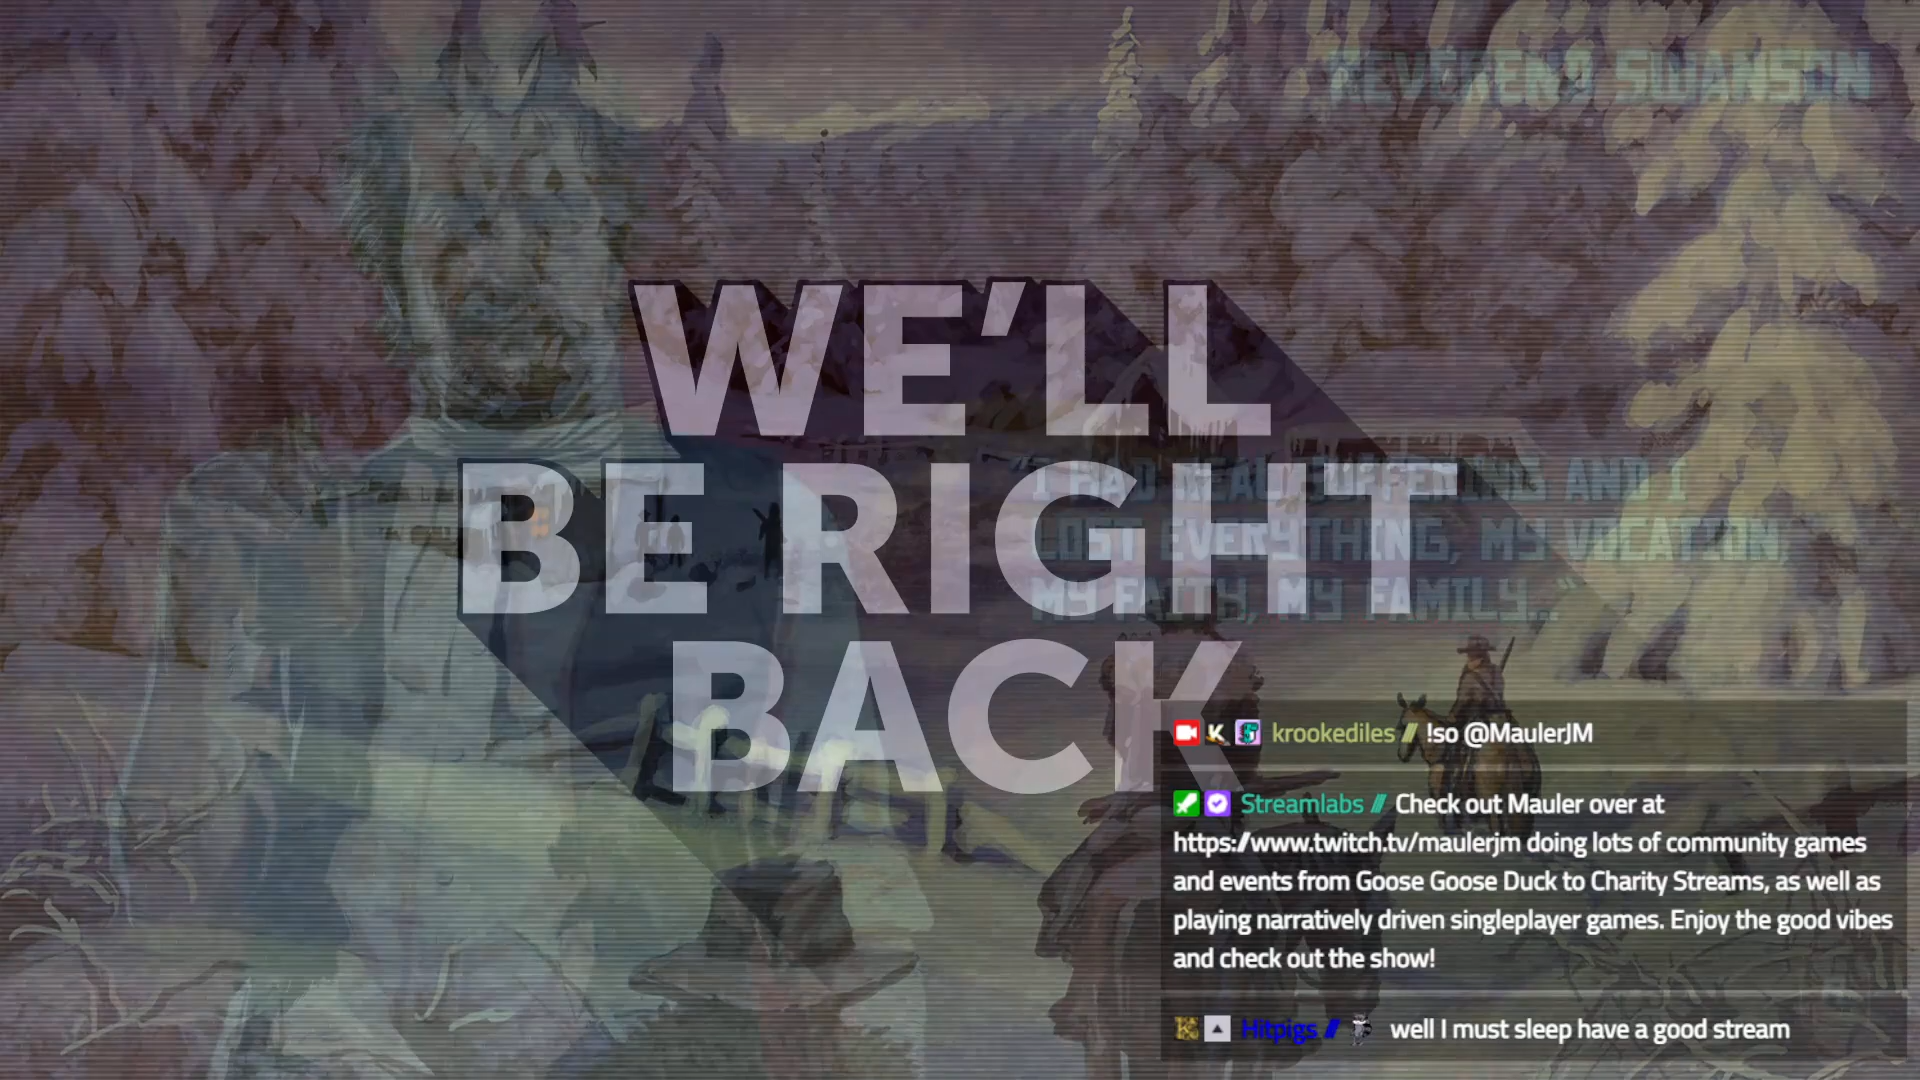 REVEREND SWANSON
WE'LL
BE RIGHT
BACK
"I HAD REAL SUFFERING AND I
LOST EVERYTHING, MY VOCATION,
MY FAITH, MY FAMILY..."
krookediles // !so @MaulerJM
Streamlabs // Check out Mauler over at
https://www.twitch.tv/maulerjm doing lots of community games
and events from Goose Goose Duck to Charity Streams, as well as
playing narratively driven singleplayer games. Enjoy the good vibes
and check out the show!
Hitpigs // well I must sleep have a good stream